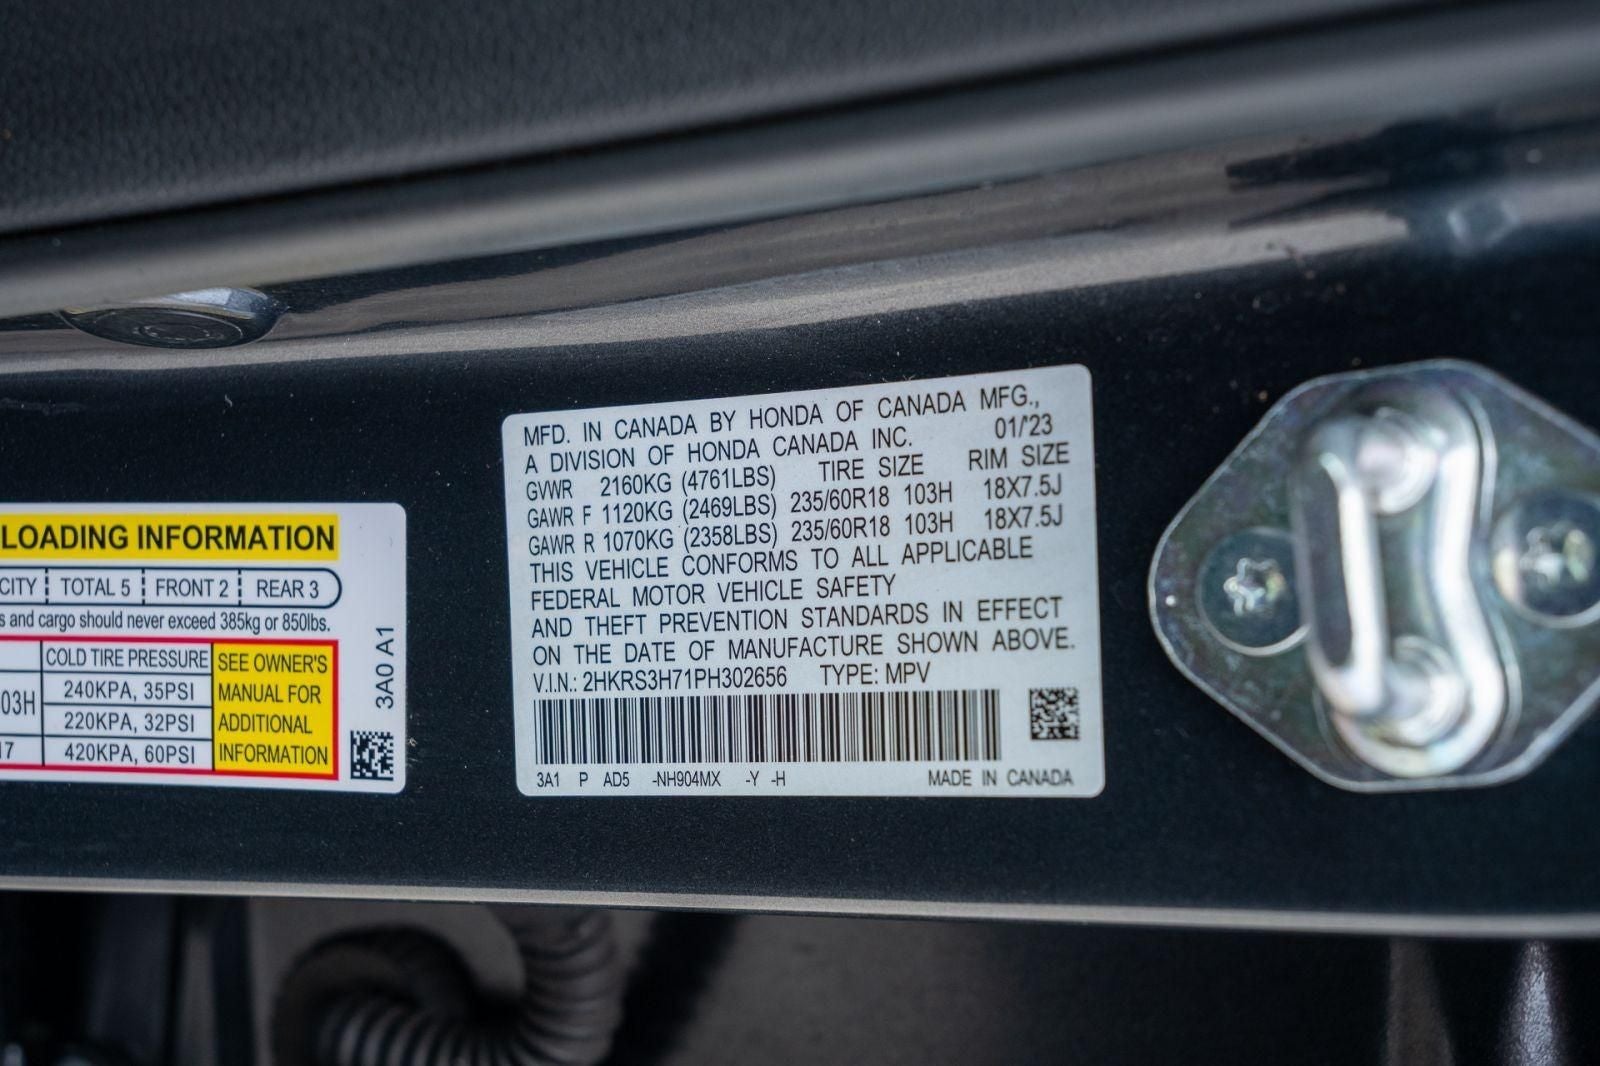 LOADING INFORMATION
CITY TOTAL 5 FRONT 2 REAR 3
s and cargo should never exceed 385kg or 850lbs.
COLD TIRE PRESSURE
03H 240KPA, 35PSI
220KPA, 32PSI
17 420KPA, 60PSI
SEE OWNER'S
MANUAL FOR
ADDITIONAL
INFORMATION
3A0 A1
MFD. IN CANADA BY HONDA OF CANADA MFG.,
A DIVISION OF HONDA CANADA INC. 01/'23
GVWR 2160KG (4761LBS) TIRE SIZE RIM SIZE
GAWR F 1120KG (2469LBS) 235/60R18 103H 18X7.5J
GAWR R 1070KG (2358LBS) 235/60R18 103H 18X7.5J
THIS VEHICLE CONFORMS TO ALL APPLICABLE
FEDERAL MOTOR VEHICLE SAFETY
AND THEFT PREVENTION STANDARDS IN EFFECT
ON THE DATE OF MANUFACTURE SHOWN ABOVE.
V.I.N.: 2HKRS3H71PH302656 TYPE: MPV
3A1 P AD5 -NH904MX -Y -H MADE IN CANADA